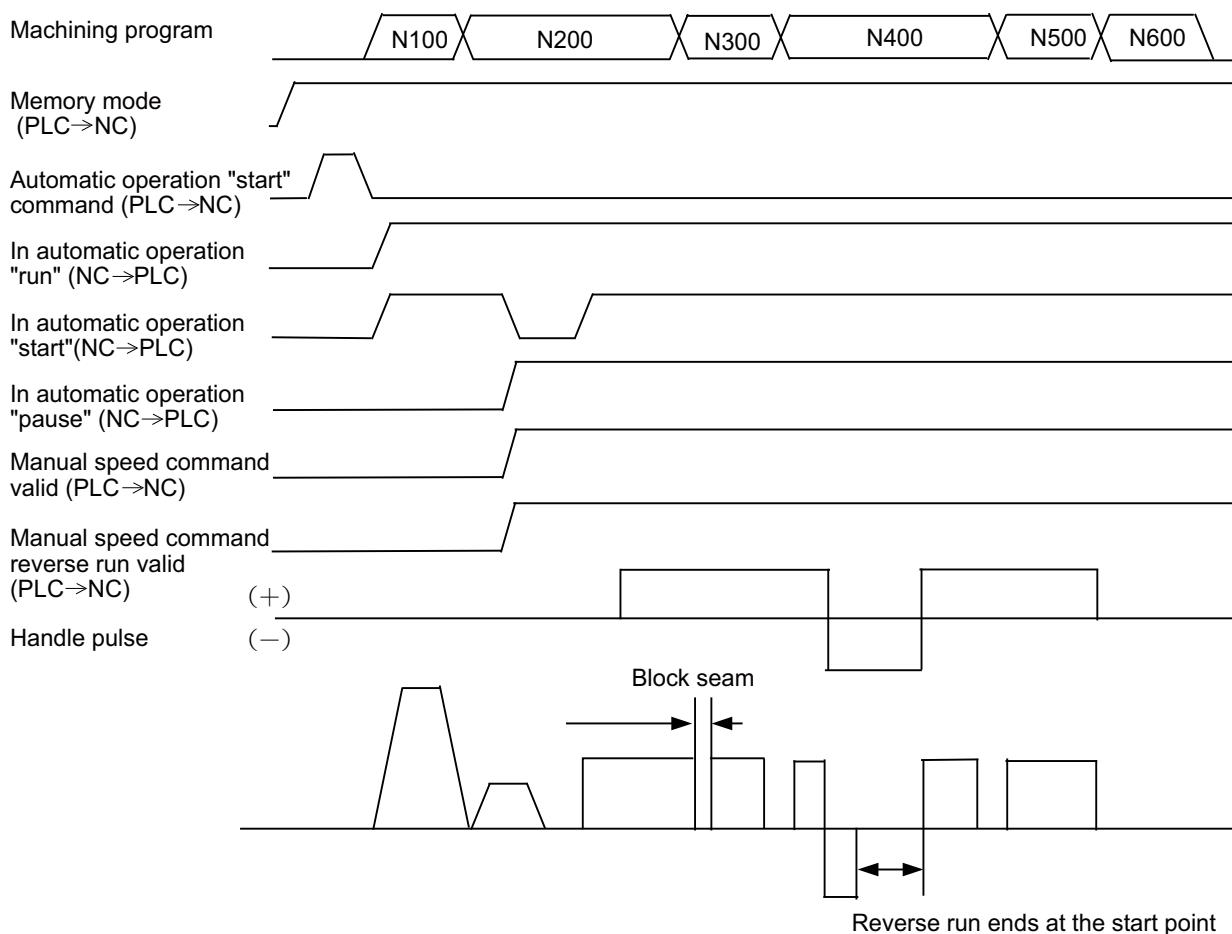 Machining program
N100
N200
N300
N400
N500
N600
Memory mode
(PLC→NC)
Automatic operation "start"
command (PLC→NC)
In automatic operation
"run" (NC→PLC)
In automatic operation
"start"(NC→PLC)
In automatic operation
"pause" (NC→PLC)
Manual speed command
valid (PLC→NC)
Manual speed command
reverse run valid
(PLC→NC)
(+)
Handle pulse
(−)
Block seam
Reverse run ends at the start point